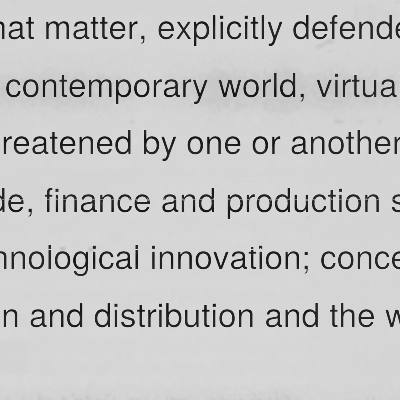 hat matter, explicitly defende
contemporary world, virtua
reatened by one or another
de, finance and production s
hnological innovation; conce
n and distribution and the w